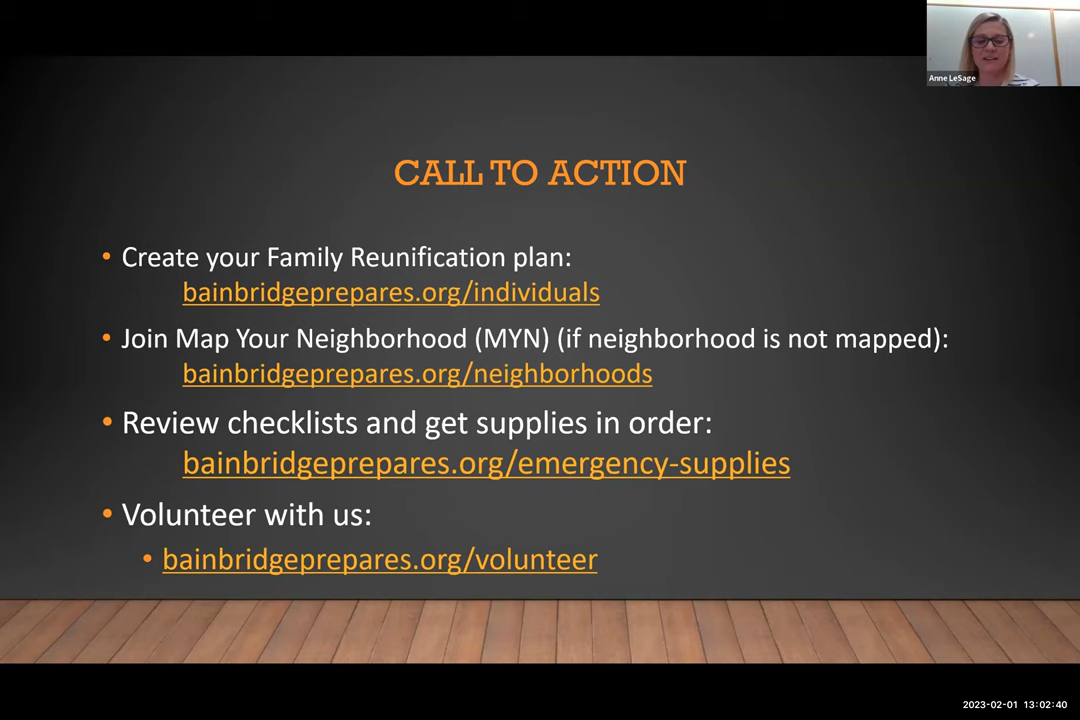 Anne LeSage
CALL TO ACTION
• Create your Family Reunification plan:
bainbridgeprepares.org/individuals
• Join Map Your Neighborhood (MYN) (if neighborhood is not mapped):
bainbridgeprepares.org/neighborhoods
• Review checklists and get supplies in order:
bainbridgeprepares.org/emergency-supplies
• Volunteer with us:
• bainbridgeprepares.org/volunteer
2023-02-01 13:02:40